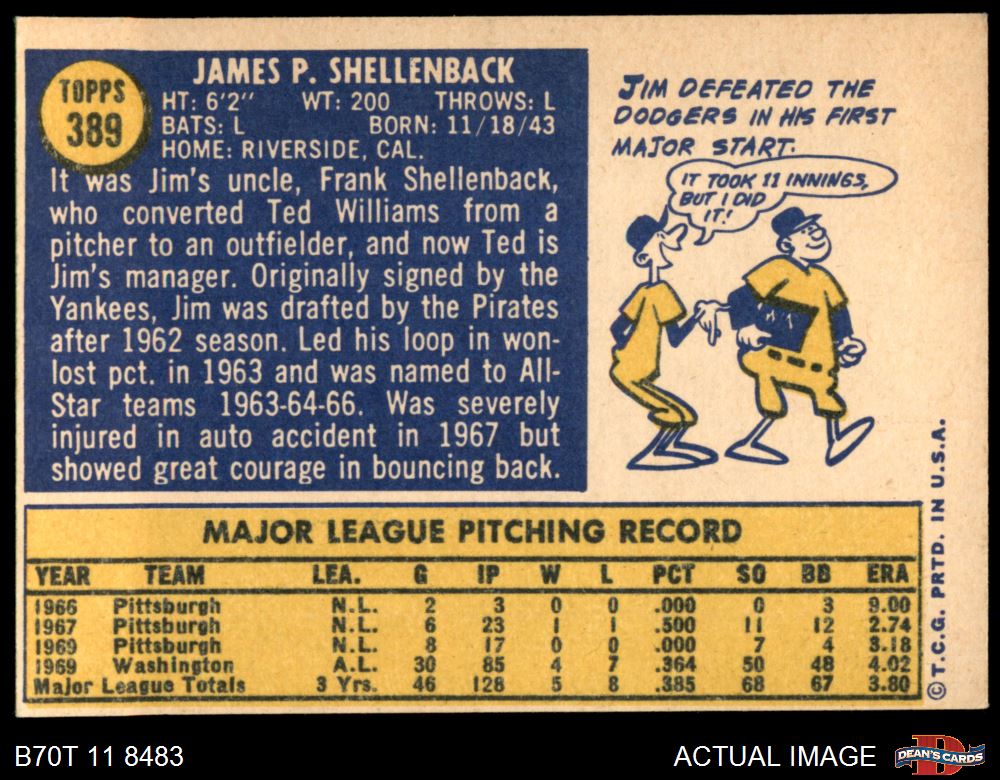 TOPPS
389
JAMES P. SHELLENBACK
HT: 6'2" WT: 200 THROWS: L
BATS: L BORN: 11/18/43
HOME: RIVERSIDE, CAL.
It was Jim's uncle, Frank Shellenback,
who converted Ted Williams from a
pitcher to an outfielder, and now Ted is
Jim's manager. Originally signed by the
Yankees, Jim was drafted by the Pirates
after 1962 season. Led his loop in won-
lost pct. in 1963 and was named to All-
Star teams 1963-64-66. Was severely
injured in auto accident in 1967 but
showed great courage in bouncing back.
JIM DEFEATED THE
DODGERS IN HIS FIRST
MAJOR START.
IT TOOK 11 INNINGS,
BUT I DID
IT!
MAJOR LEAGUE PITCHING RECORD
YEAR TEAM LEA. G IP W L PCT SO BB ERA
1966 Pittsburgh N.L. 2 3 0 0 .000 0 3 9.00
1967 Pittsburgh N.L. 6 23 1 1 .500 11 12 2.74
1969 Pittsburgh N.L. 8 17 0 0 .000 7 4 3.18
1969 Washington A.L. 30 85 4 7 .364 50 48 4.02
Major League Totals 3 Yrs. 46 128 5 8 .385 68 67 3.80
© T.C.G. PRTD. IN U.S.A.
B70T 11 8483
ACTUAL IMAGE
D
DEAN'S CARDS